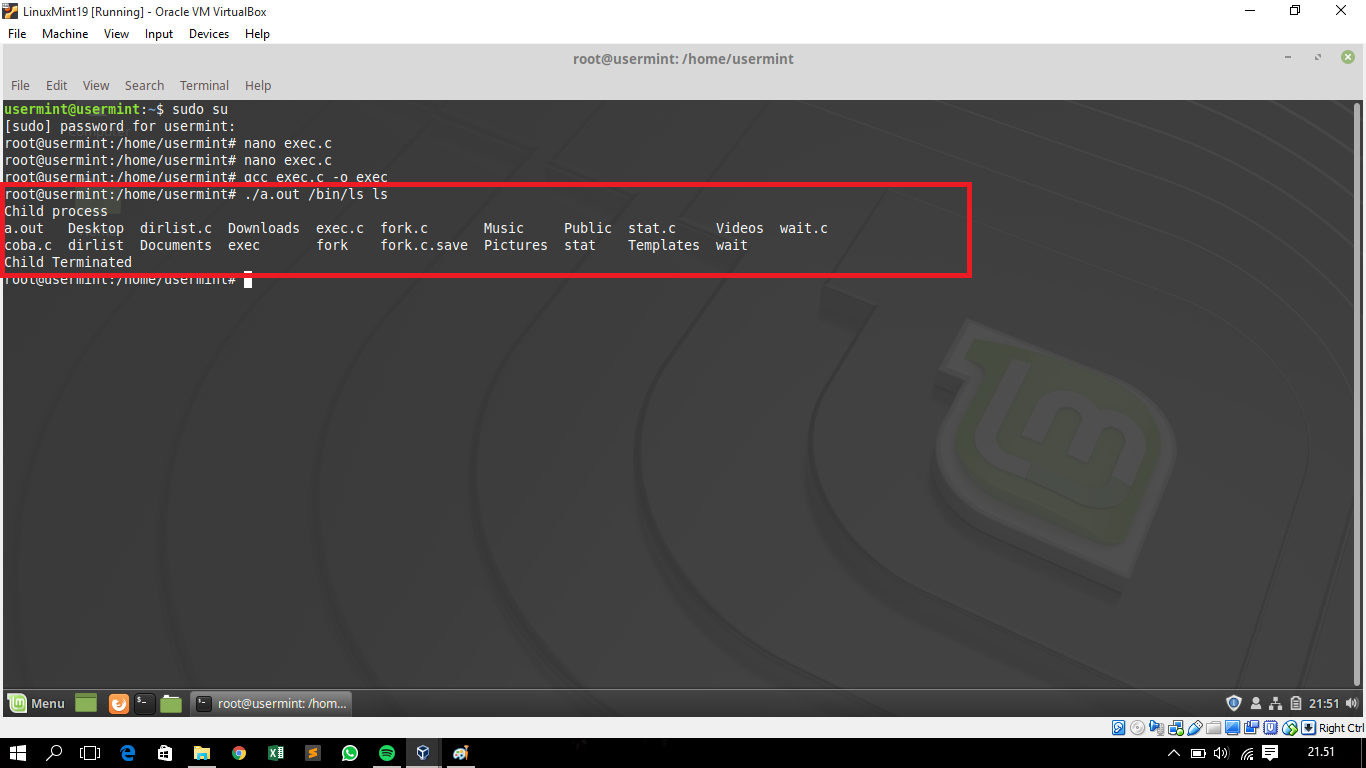 LinuxMint19 [Running] - Oracle VM VirtualBox
File Machine View Input Devices Help
root@usermint: /home/usermint
File Edit View Search Terminal Help
usermint@usermint:~$ sudo su
[sudo] password for usermint:
root@usermint:/home/usermint# nano exec.c
root@usermint:/home/usermint# nano exec.c
root@usermint:/home/usermint# gcc exec.c -o exec
root@usermint:/home/usermint# ./a.out /bin/ls ls
Child process
a.out Desktop dirlist.c Downloads exec.c fork.c Music Public stat.c Videos wait.c
coba.c dirlist Documents exec fork fork.c.save Pictures stat Templates wait
Child Terminated
root@usermint:/home/usermint#
Menu
root@usermint: /hom...
21:51
Right Ctrl
21.51